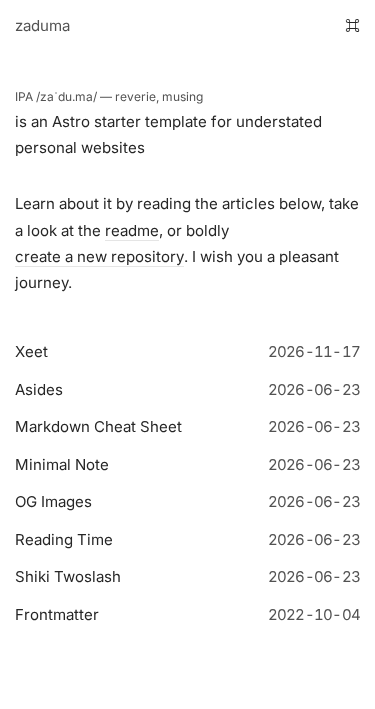 zaduma ⌘
IPA /zaˈdu.ma/ — reverie, musing
is an Astro starter template for understated
personal websites
Learn about it by reading the articles below, take
a look at the readme, or boldly
create a new repository. I wish you a pleasant
journey.
Xeet 2026-11-17
Asides 2026-06-23
Markdown Cheat Sheet 2026-06-23
Minimal Note 2026-06-23
OG Images 2026-06-23
Reading Time 2026-06-23
Shiki Twoslash 2026-06-23
Frontmatter 2022-10-04